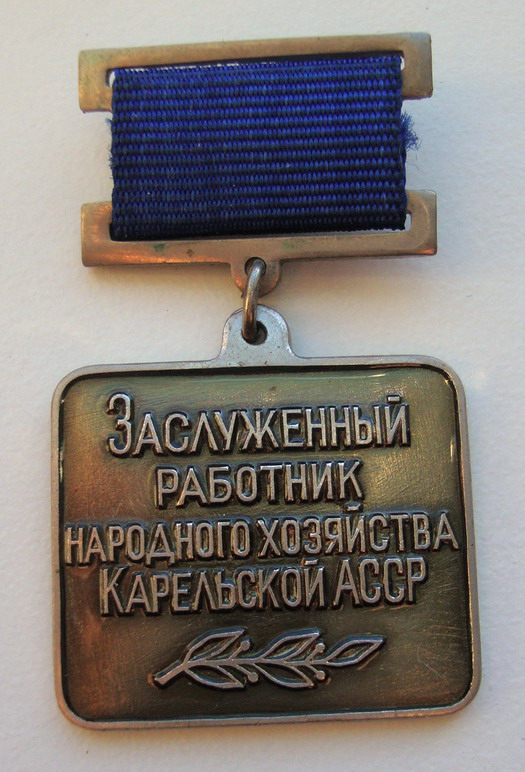 Заслуженный
работник
народного хозяйства
Карельской АССР